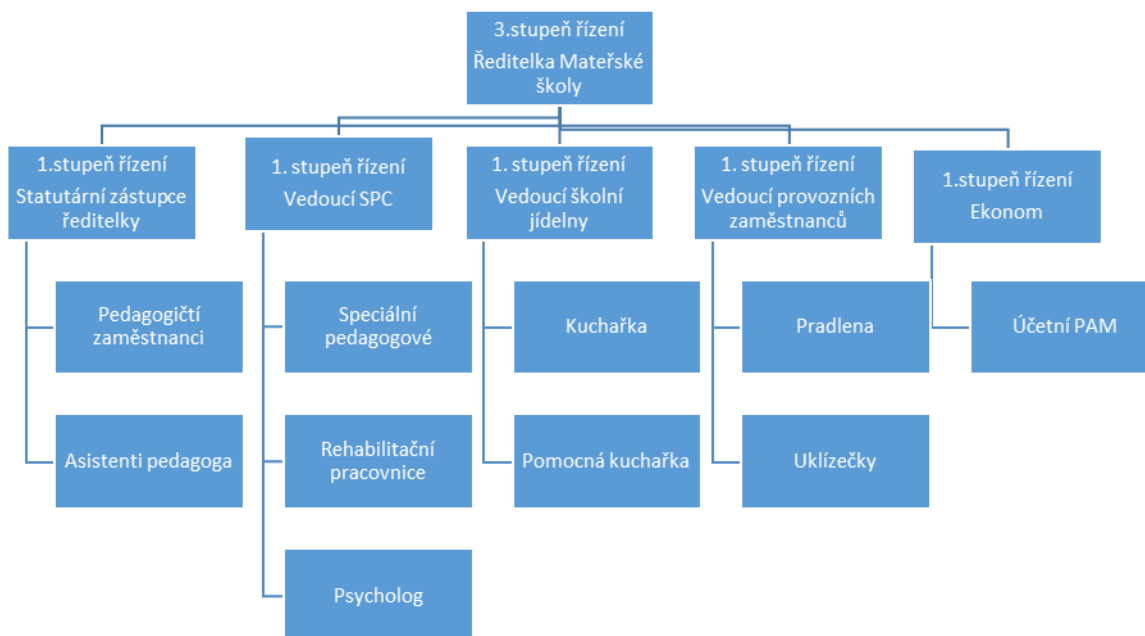 3.stupeň řízení
Ředitelka Mateřské
školy
1.stupeň řízení
Statutární zástupce
ředitelky
1. stupeň řízení
Vedoucí SPC
1. stupeň řízení
Vedoucí školní
jídelny
1. stupeň řízení
Vedoucí provozních
zaměstnanců
1.stupeň řízení
Ekonom
Pedagogičtí
zaměstnanci
Speciální
pedagogové
Kuchařka
Pradlena
Účetní PAM
Asistenti pedagoga
Rehabilitační
pracovnice
Pomocná kuchařka
Uklízečky
Psycholog